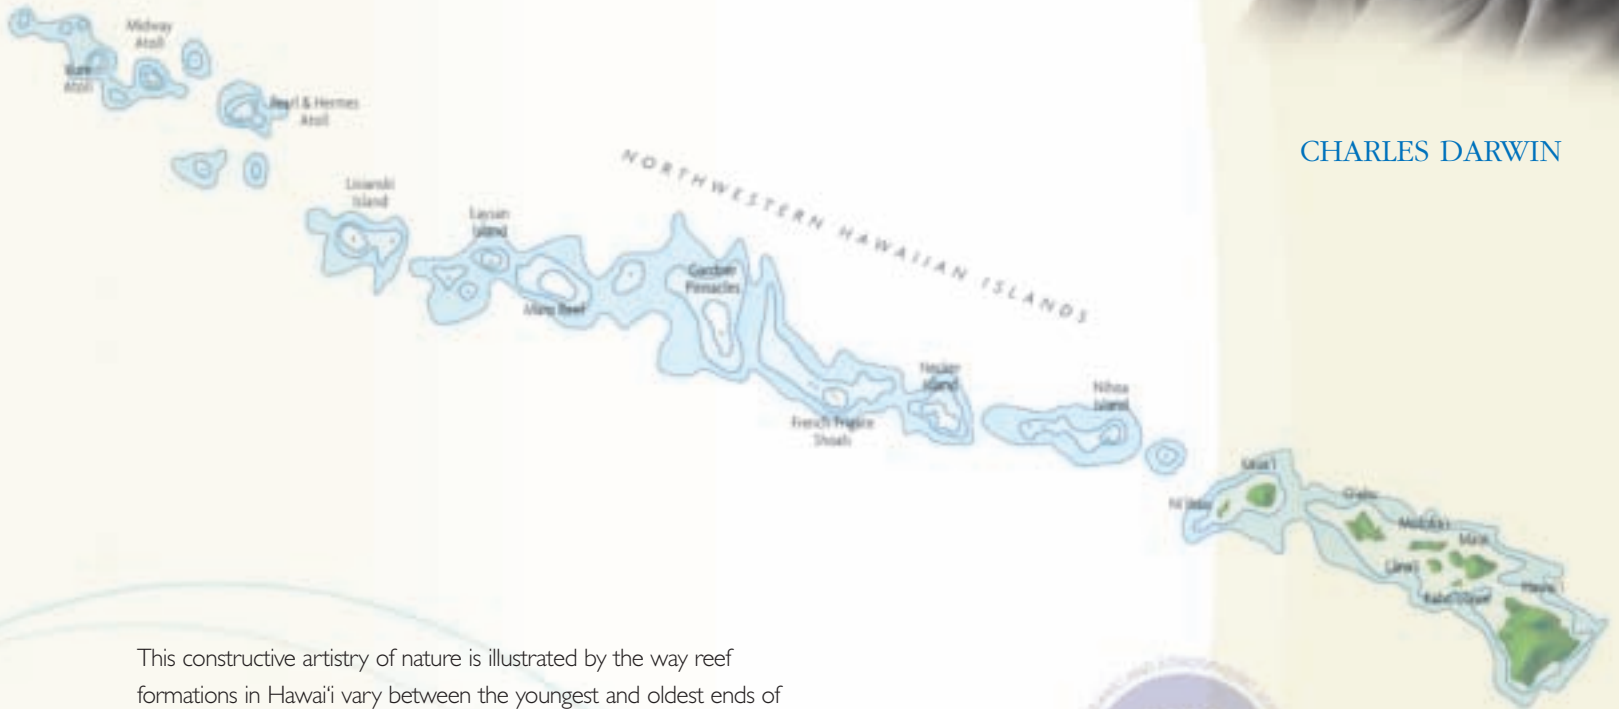 Midway
Atoll
Kure
Atoll
Pearl & Hermes
Atoll
CHARLES DARWIN
NORTHWESTERN HAWAIIAN ISLANDS
Lisianski
Island
Laysan
Island
Gardner
Pinnacles
Maro Reef
Necker
Island
Nihoa
Island
French Frigate
Shoals
Kaua'i
Ni'ihau
O'ahu
Moloka'i
Maui
Lāna'i
Kaho'olawe
Hawai'i
This constructive artistry of nature is illustrated by the way reef
formations in Hawai‘i vary between the youngest and oldest ends of